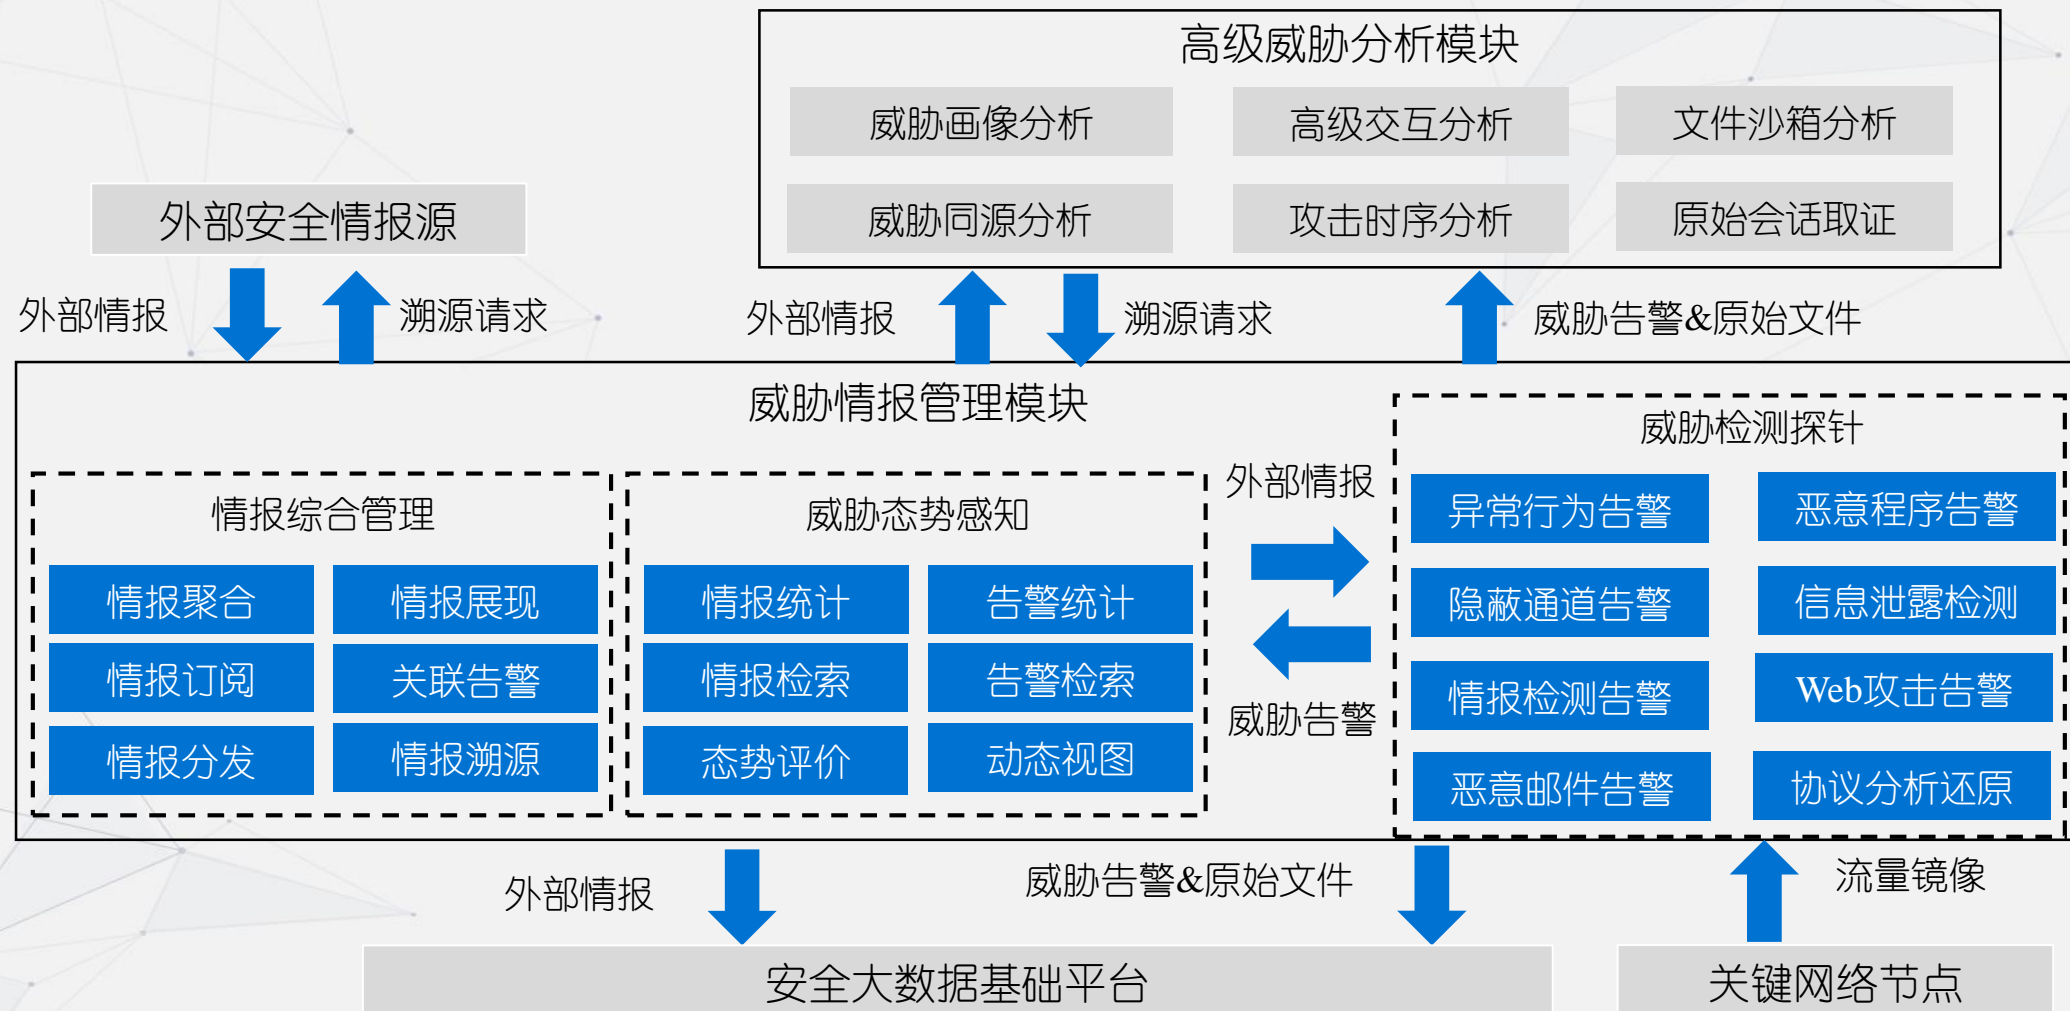 高级威胁分析模块
威胁画像分析
高级交互分析
文件沙箱分析
威胁同源分析
攻击时序分析
原始会话取证
外部安全情报源
外部情报
溯源请求
外部情报
溯源请求
威胁告警&原始文件
威胁情报管理模块
情报综合管理
情报聚合
情报展现
情报订阅
关联告警
情报分发
情报溯源
威胁态势感知
情报统计
告警统计
情报检索
告警检索
态势评价
动态视图
外部情报
威胁告警
威胁检测探针
异常行为告警
恶意程序告警
隐蔽通道告警
信息泄露检测
情报检测告警
Web攻击告警
恶意邮件告警
协议分析还原
外部情报
威胁告警&原始文件
流量镜像
安全大数据基础平台
关键网络节点